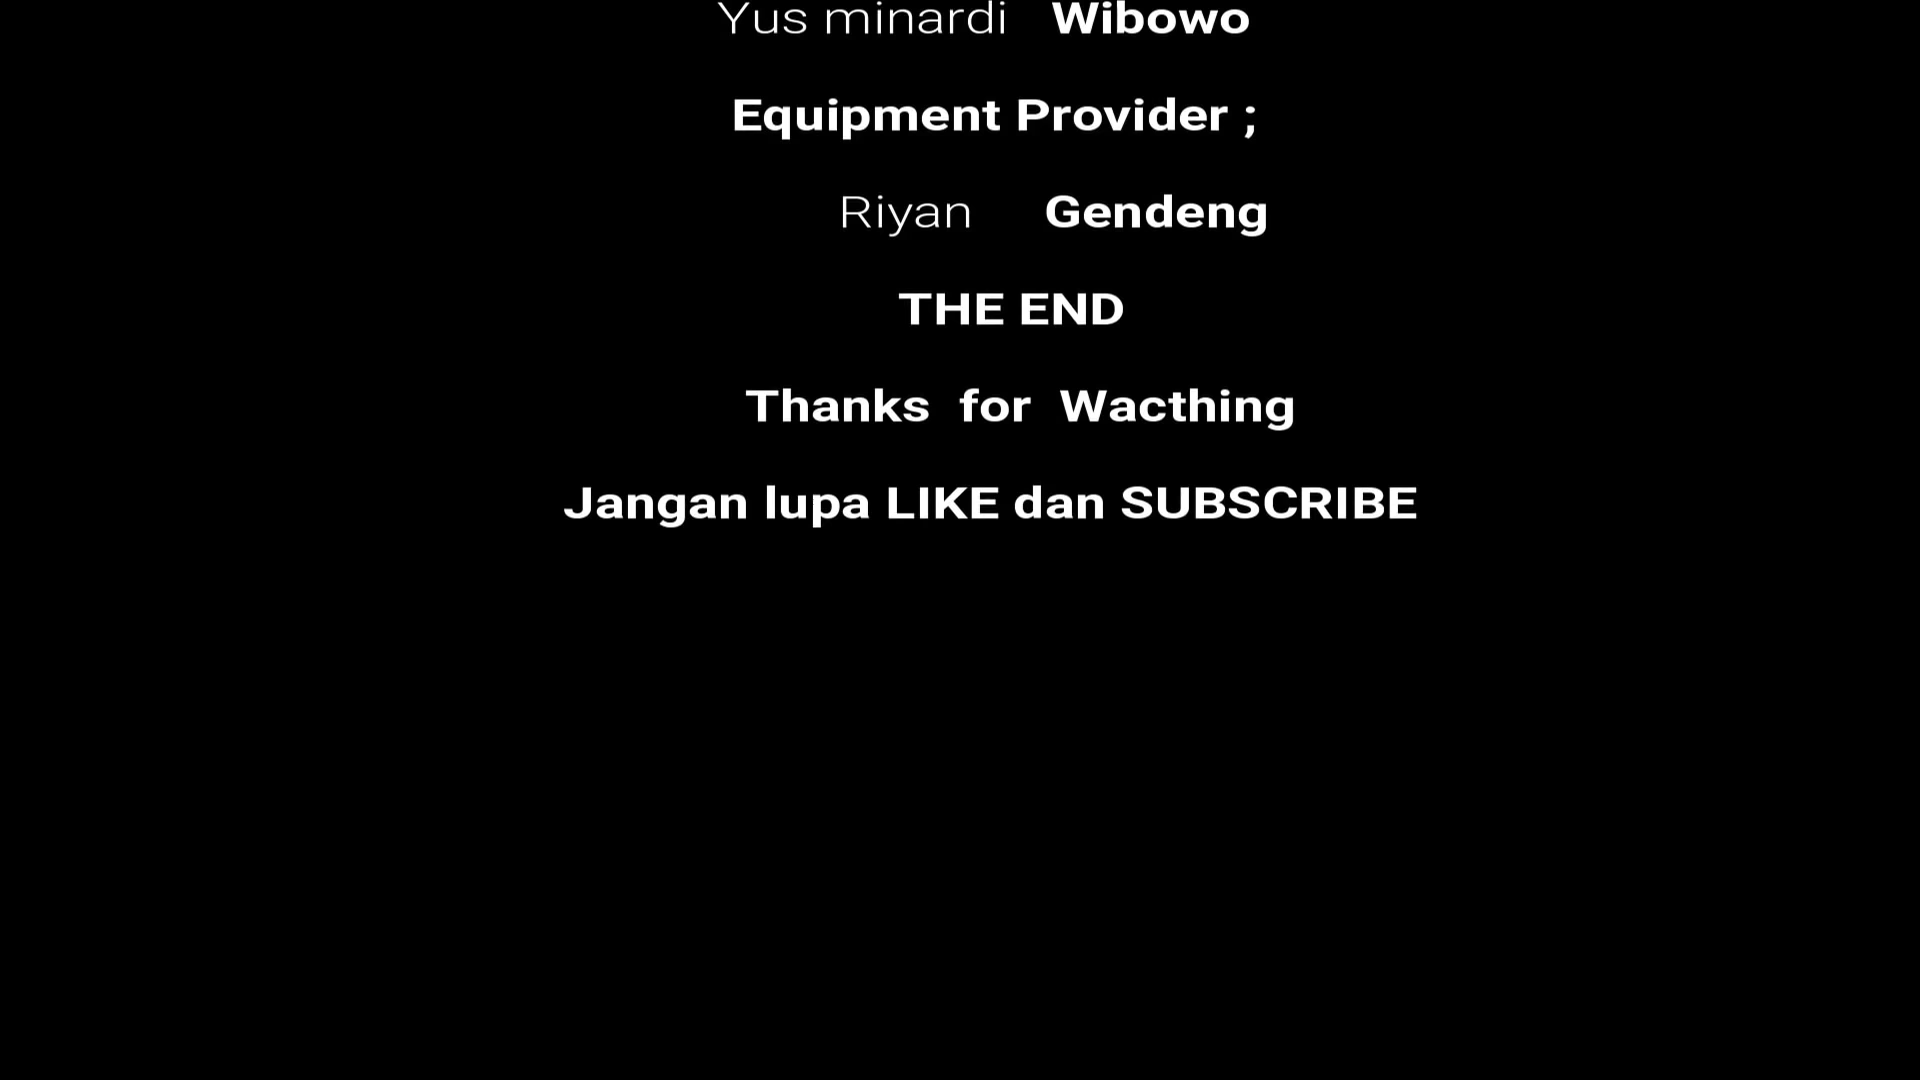 Yus minardi Wibowo
Equipment Provider ;
Riyan Gendeng
THE END
Thanks for Wacthing
Jangan lupa LIKE dan SUBSCRIBE